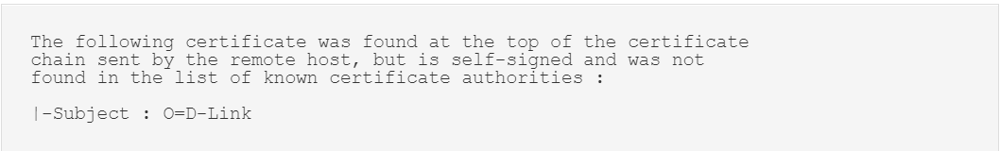 The following certificate was found at the top of the certificate
chain sent by the remote host, but is self-signed and was not
found in the list of known certificate authorities :
|-Subject : O=D-Link